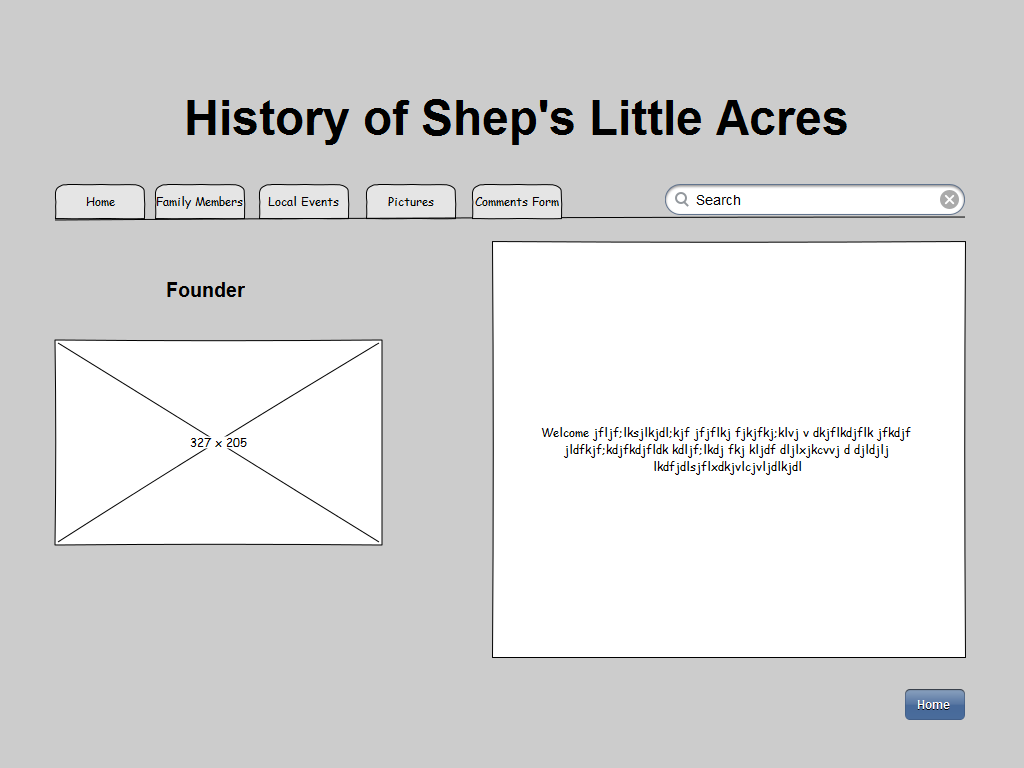 History of Shep's Little Acres
Home
Family Members
Local Events
Pictures
Comments Form
Search
Founder
327 x 205
Welcome jfljf;lksjlkjdl;kjf jfjflkj fjkjfkj;klvj v dkjflkdjflk jfkdjf
jldfkjf;kdjfkdjfldk kdljf;lkdj fkj kljdf dljlxjkcvvj d djldjlj
lkdfjdlsjflxdkjvlcjvljdlkjdl
Home